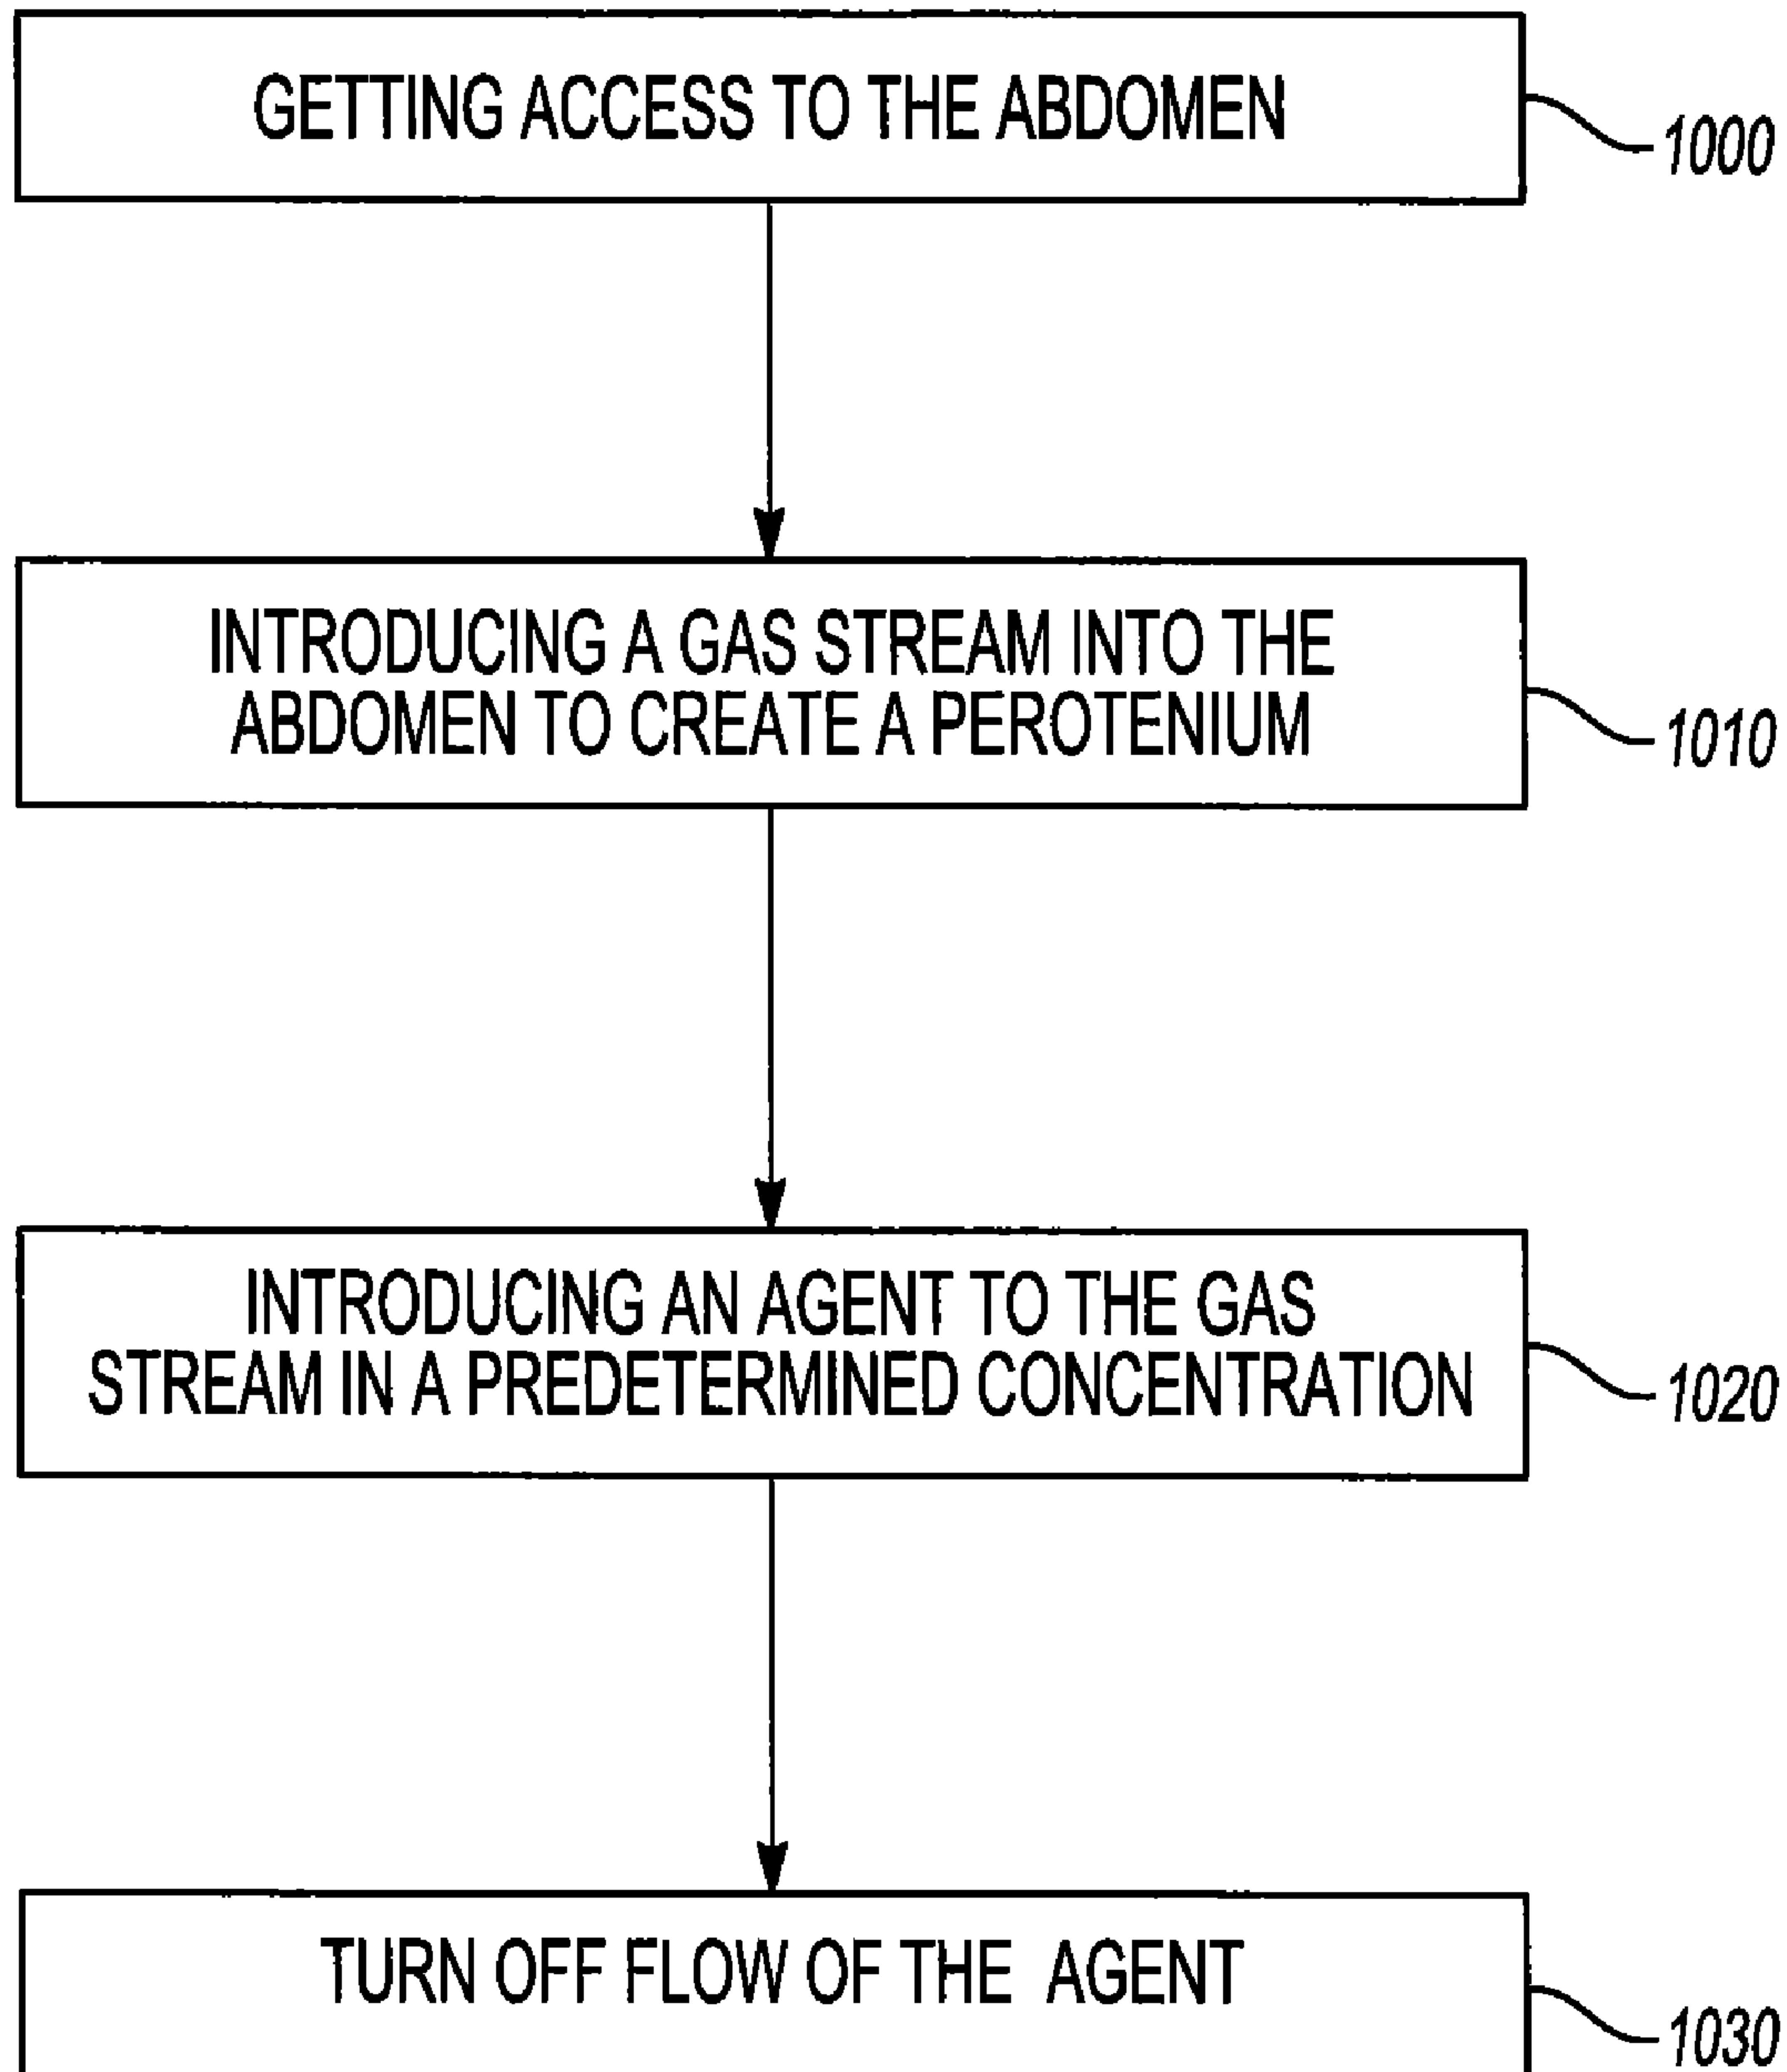 GETTING ACCESS TO THE ABDOMEN
1000
INTRODUCING A GAS STREAM INTO THE
ABDOMEN TO CREATE A PEROTENIUM
1010
INTRODUCING AN AGENT TO THE GAS
STREAM IN A PREDETERMINED CONCENTRATION
1020
TURN OFF FLOW OF THE AGENT
1030